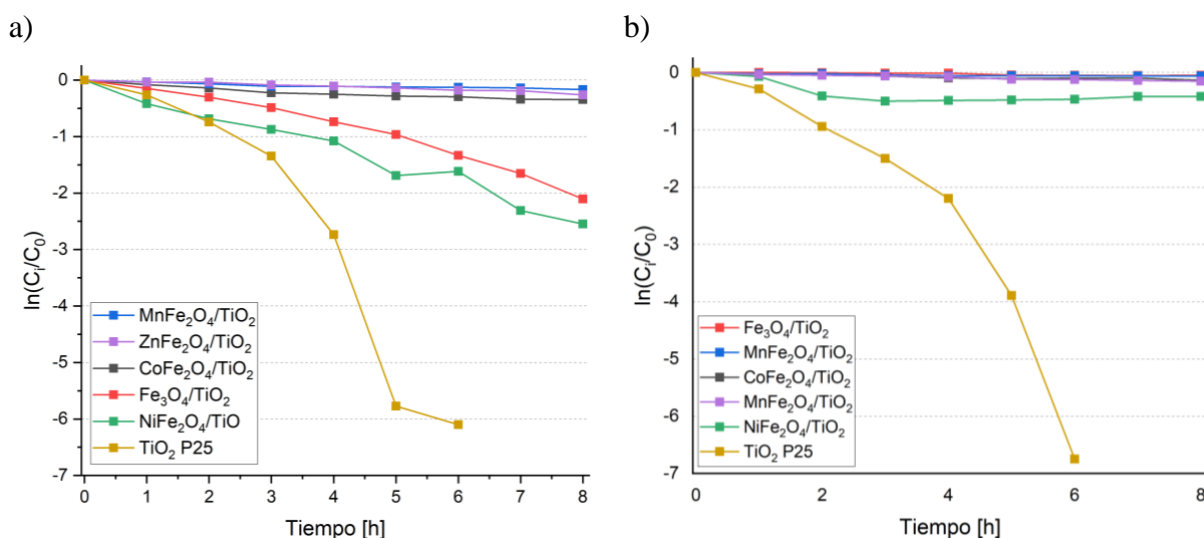 a)
0
-1
-2
-3
-4
-5
-6
-7
ln(Cᵢ/C₀)
MnFe₂O₄/TiO₂
ZnFe₂O₄/TiO₂
CoFe₂O₄/TiO₂
Fe₃O₄/TiO₂
NiFe₂O₄/TiO
TiO₂ P25
0 1 2 3 4 5 6 7 8
Tiempo [h]
b)
0
-1
-2
-3
-4
-5
-6
-7
ln(Cᵢ/C₀)
Fe₃O₄/TiO₂
MnFe₂O₄/TiO₂
CoFe₂O₄/TiO₂
MnFe₂O₄/TiO₂
NiFe₂O₄/TiO₂
TiO₂ P25
0 2 4 6 8
Tiempo [h]